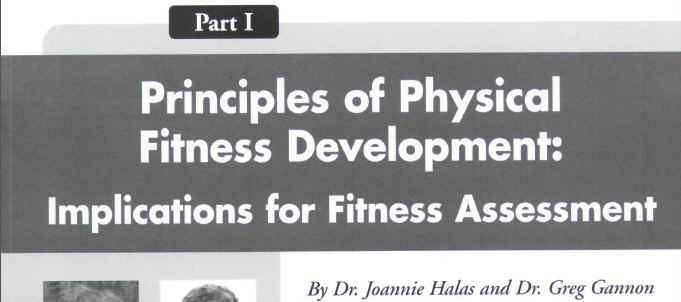 Part I
Principles of Physical
Fitness Development:
Implications for Fitness Assessment
By Dr. Joannie Halas and Dr. Greg Gannon